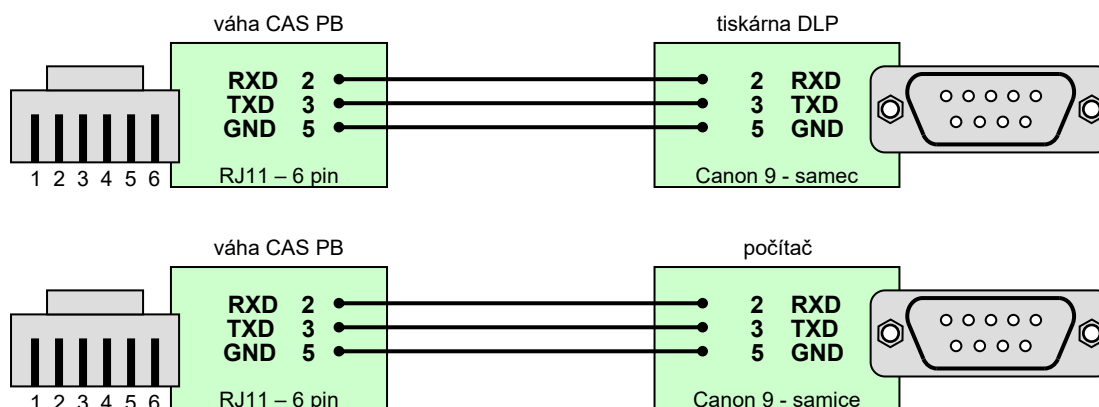 váha CAS PB
tiskárna DLP
RXD 2
TXD 3
GND 5
2 RXD
3 TXD
5 GND
1 2 3 4 5 6
RJ11 – 6 pin
Canon 9 - samec
váha CAS PB
počítač
RXD 2
TXD 3
GND 5
2 RXD
3 TXD
5 GND
1 2 3 4 5 6
RJ11 – 6 pin
Canon 9 - samice